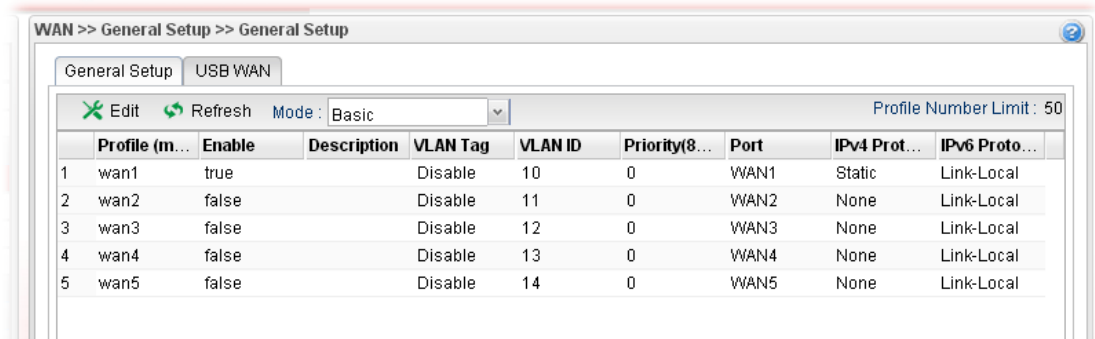 WAN >> General Setup >> General Setup
General Setup USB WAN
Edit Refresh Mode : Basic Profile Number Limit : 50
Profile (m... Enable Description VLAN Tag VLAN ID Priority(8... Port IPv4 Prot... IPv6 Proto...
1 wan1 true Disable 10 0 WAN1 Static Link-Local
2 wan2 false Disable 11 0 WAN2 None Link-Local
3 wan3 false Disable 12 0 WAN3 None Link-Local
4 wan4 false Disable 13 0 WAN4 None Link-Local
5 wan5 false Disable 14 0 WAN5 None Link-Local